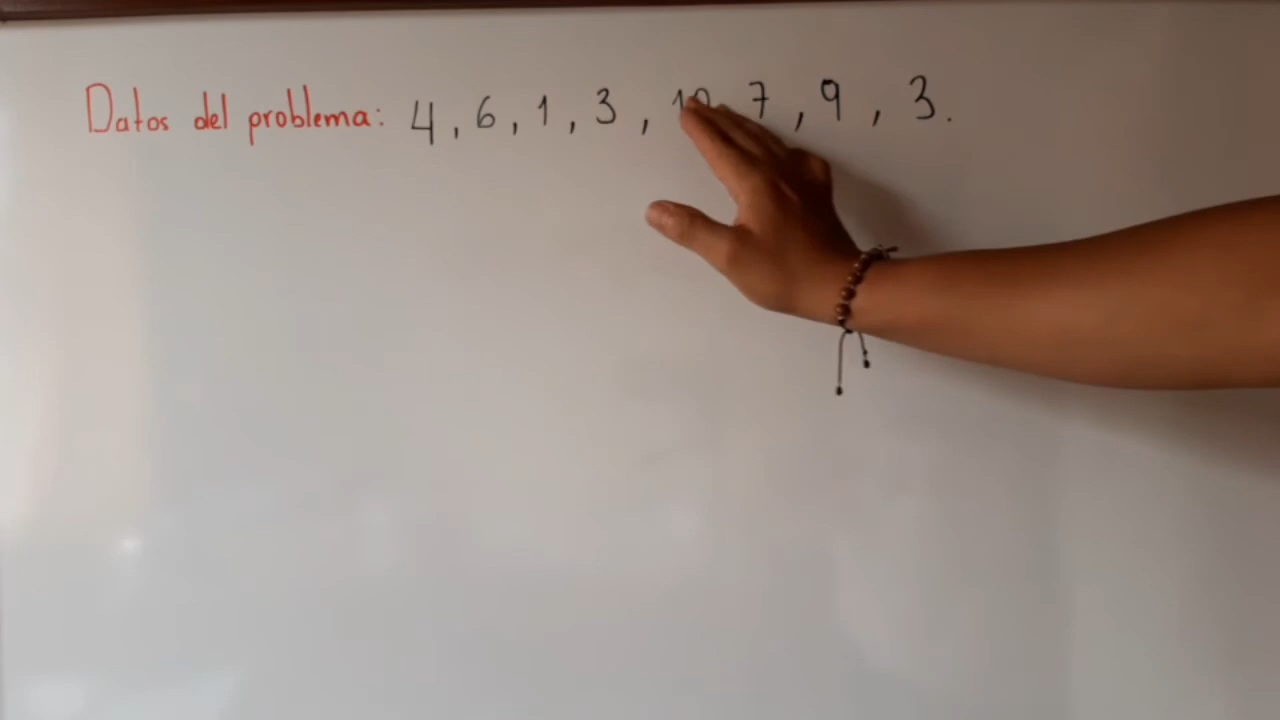 Datos del problema: 4, 6, 1, 3, 10 7, 9, 3.